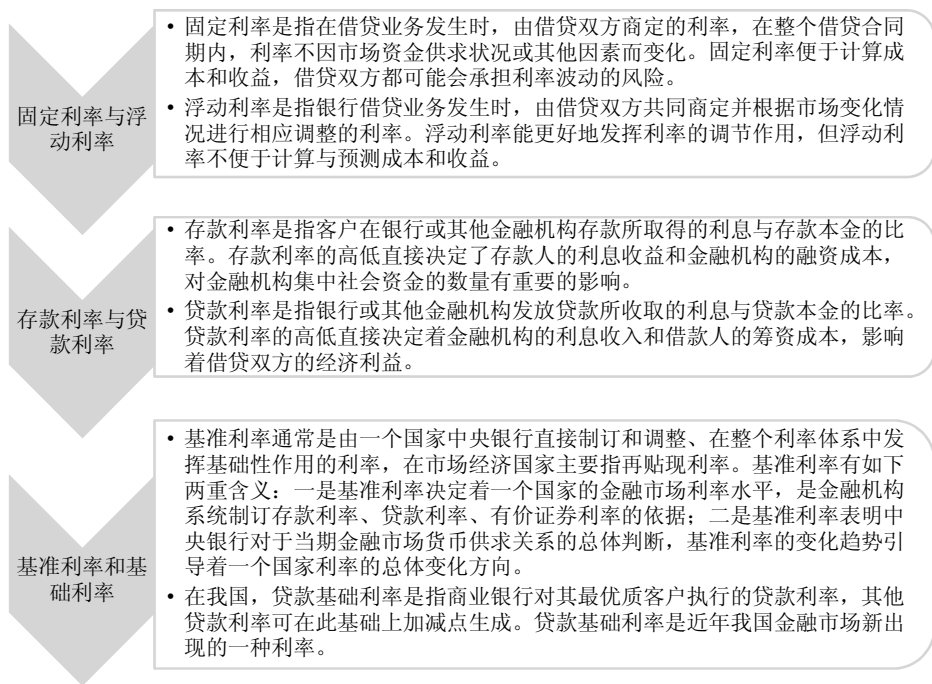 固定利率与浮
动利率
• 固定利率是指在借贷业务发生时，由借贷双方商定的利率，在整个借贷合同
期内，利率不因市场资金供求状况或其他因素而变化。固定利率便于计算成
本和收益，借贷双方都可能会承担利率波动的风险。
• 浮动利率是指银行借贷业务发生时，由借贷双方共同商定并根据市场变化情
况进行相应调整的利率。浮动利率能更好地发挥利率的调节作用，但浮动利
率不便于计算与预测成本和收益。
存款利率与贷
款利率
• 存款利率是指客户在银行或其他金融机构存款所取得的利息与存款本金的比
率。存款利率的高低直接决定了存款人的利息收益和金融机构的融资成本，
对金融机构集中社会资金的数量有重要的影响。
• 贷款利率是指银行或其他金融机构发放贷款所收取的利息与贷款本金的比率。
贷款利率的高低直接决定着金融机构的利息收入和借款人的筹资成本，影响
着借贷双方的经济利益。
基准利率和基
础利率
• 基准利率通常是由一个国家中央银行直接制订和调整、在整个利率体系中发
挥基础性作用的利率，在市场经济国家主要指再贴现利率。基准利率有如下
两重含义：一是基准利率决定着一个国家的金融市场利率水平，是金融机构
系统制订存款利率、贷款利率、有价证券利率的依据；二是基准利率表明中
央银行对于当期金融市场货币供求关系的总体判断，基准利率的变化趋势引
导着一个国家利率的总体变化方向。
• 在我国，贷款基础利率是指商业银行对其最优质客户执行的贷款利率，其他
贷款利率可在此基础上加减点生成。贷款基础利率是近年我国金融市场新出
现的一种利率。